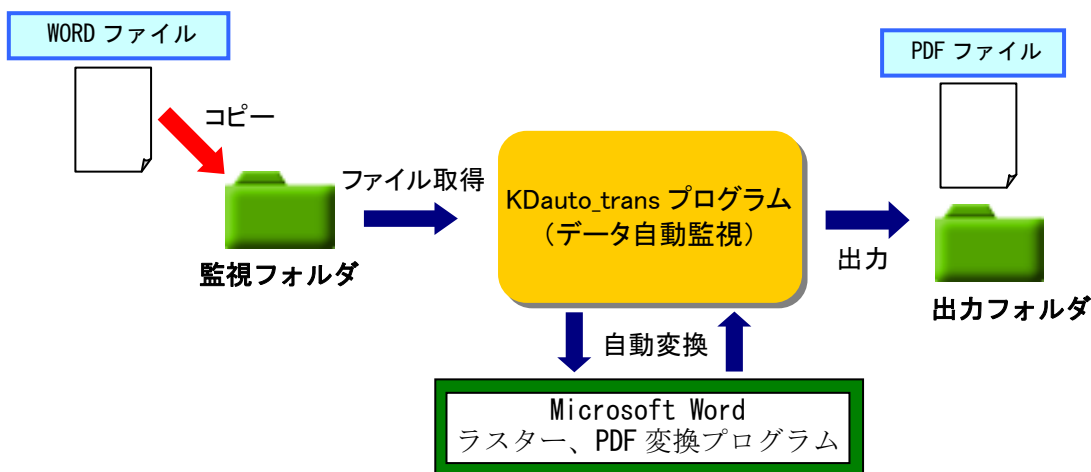 WORD ファイル
PDF ファイル
コピー
ファイル取得
KDauto_trans プログラム
（データ自動監視）
出力
監視フォルダ
出力フォルダ
自動変換
Microsoft Word
ラスター、PDF 変換プログラム